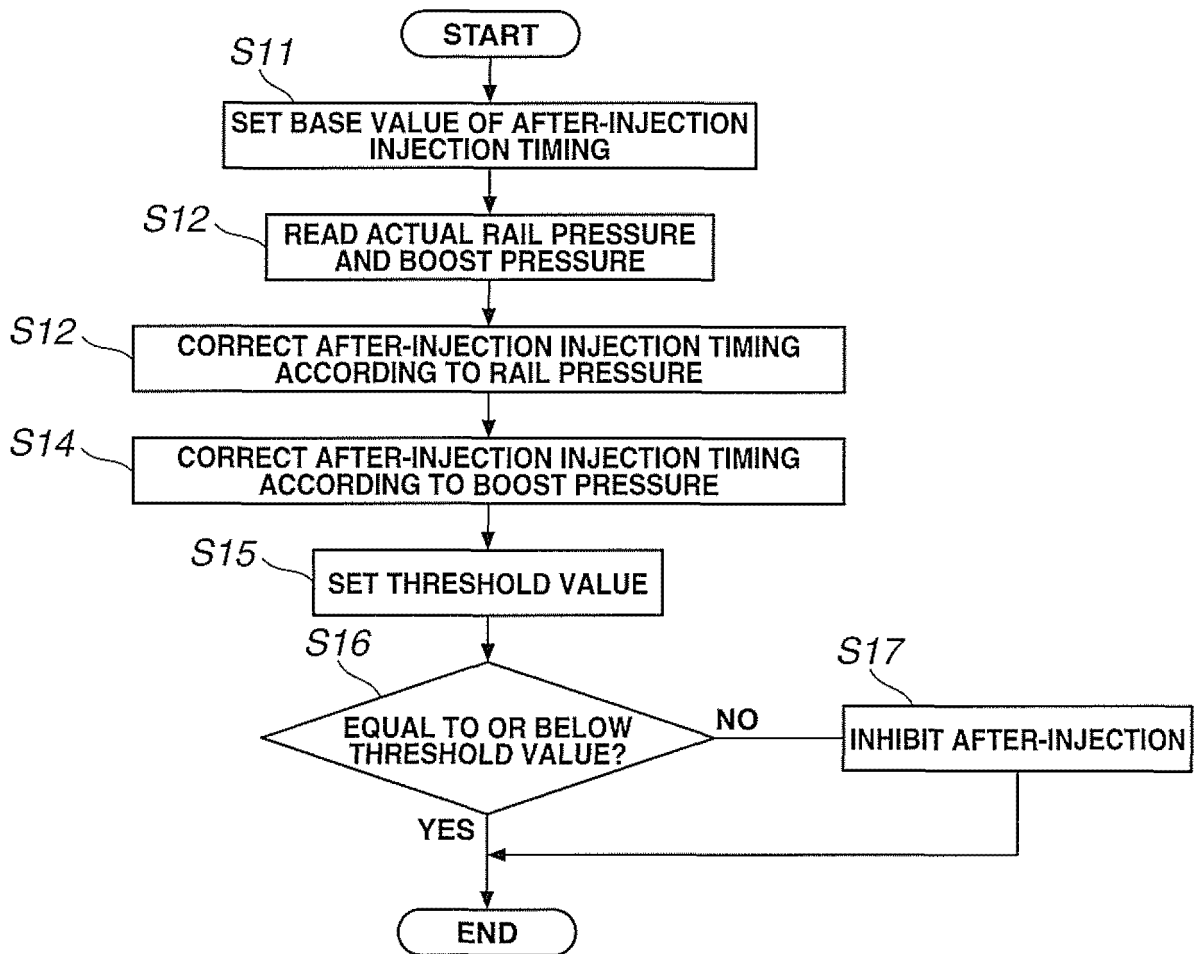 START
S11
SET BASE VALUE OF AFTER-INJECTION
INJECTION TIMING
S12
READ ACTUAL RAIL PRESSURE
AND BOOST PRESSURE
S12
CORRECT AFTER-INJECTION INJECTION TIMING
ACCORDING TO RAIL PRESSURE
S14
CORRECT AFTER-INJECTION INJECTION TIMING
ACCORDING TO BOOST PRESSURE
S15
SET THRESHOLD VALUE
S16
EQUAL TO OR BELOW
THRESHOLD VALUE?
NO
S17
INHIBIT AFTER-INJECTION
YES
END